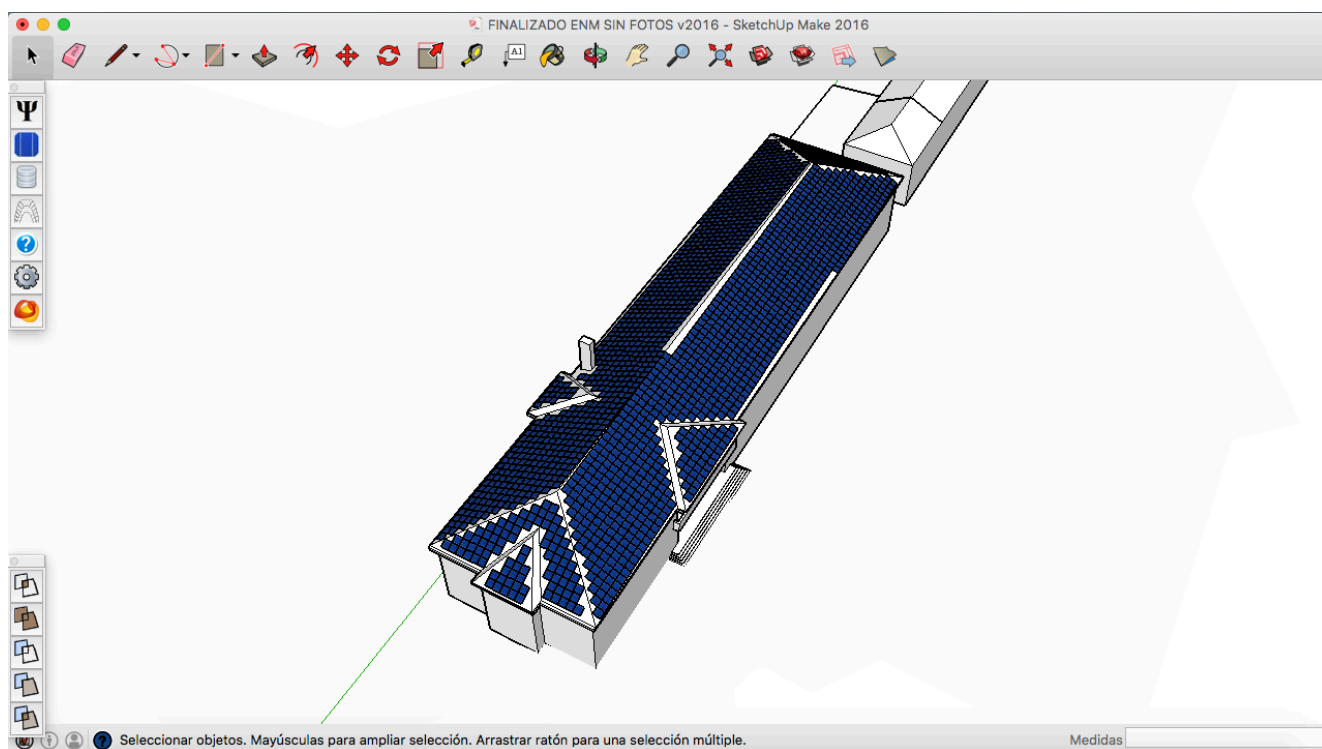 FINALIZADO ENM SIN FOTOS v2016 - SketchUp Make 2016
A1
Ψ
?
? Seleccionar objetos. Mayúsculas para ampliar selección. Arrastrar ratón para una selección múltiple.
Medidas